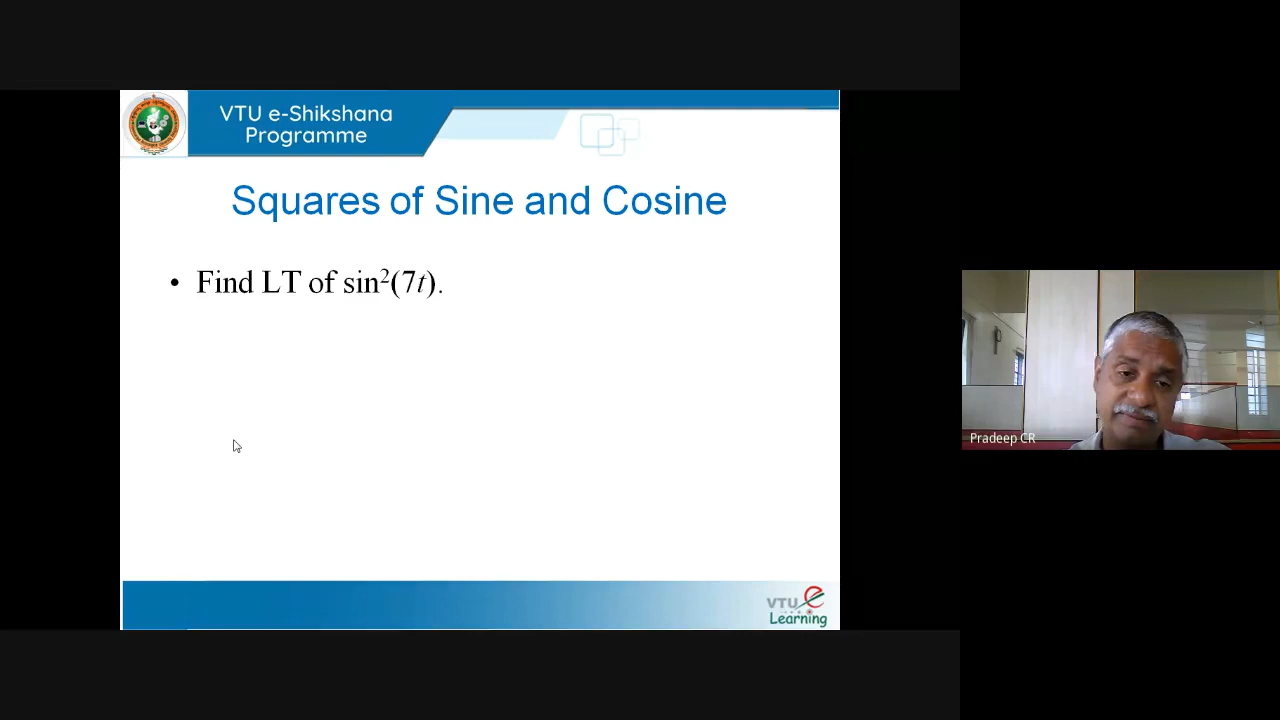 VTU e-Shikshana
Programme
Squares of Sine and Cosine
• Find LT of sin²(7t).
VTU e
Learning
Pradeep CR